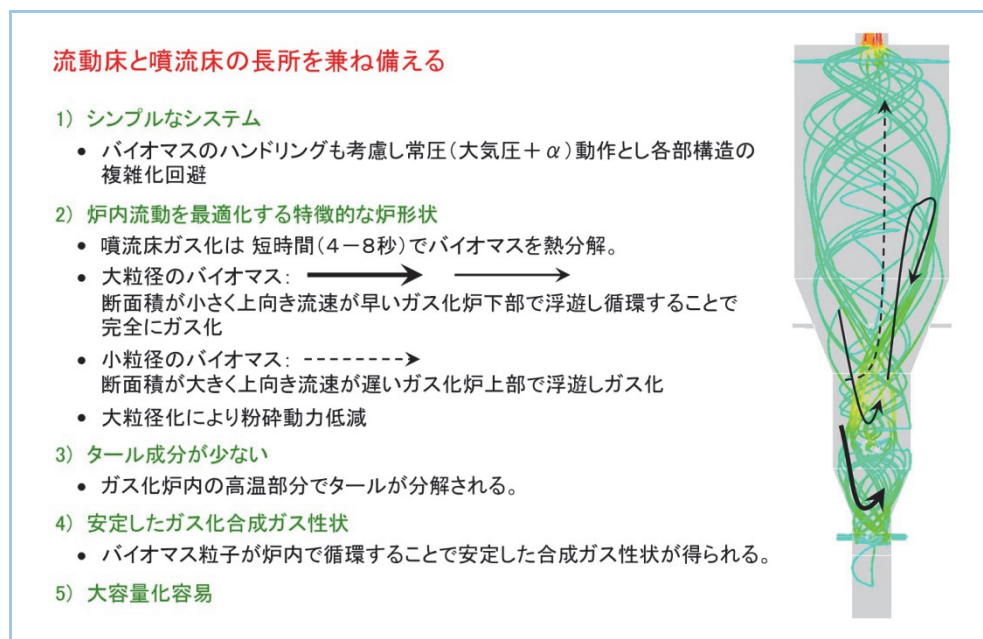 流動床と噴流床の長所を兼ね備える
1) シンプルなシステム
• バイオマスのハンドリングも考慮し常圧(大気圧+α)動作とし各部構造の
複雑化回避
2) 炉内流動を最適化する特徴的な炉形状
• 噴流床ガス化は 短時間(4-8秒)でバイオマスを熱分解。
• 大粒径のバイオマス:
断面積が小さく上向き流速が早いガス化炉下部で浮遊し循環することで
完全にガス化
• 小粒径のバイオマス:
断面積が大きく上向き流速が遅いガス化炉上部で浮遊しガス化
• 大粒径化により粉砕動力低減
3) タール成分が少ない
• ガス化炉内の高温部分でタールが分解される。
4) 安定したガス化合成ガス性状
• バイオマス粒子が炉内で循環することで安定した合成ガス性状が得られる。
5) 大容量化容易